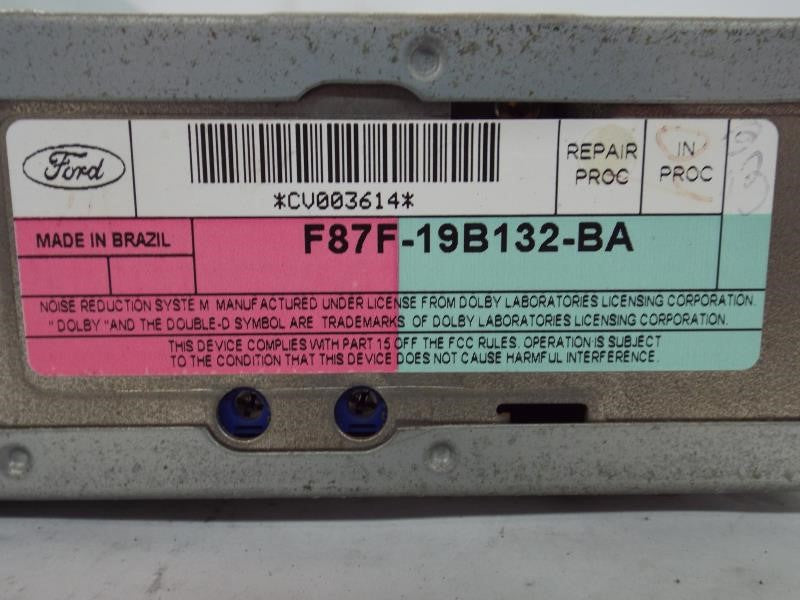 Ford
*CV003614*
REPAIR PROC
IN PROC
MADE IN BRAZIL
F87F-19B132-BA
NOISE REDUCTION SYSTE M MANUFACTURED UNDER LICENSE FROM DOLBY LABORATORIES LICENSING CORPORATION.
" DOLBY "AND THE DOUBLE-D SYMBOL ARE TRADEMARKS OF DOLBY LABORATORIES LICENSING CORPORATION.
THIS DEVICE COMPLIES WITH PART 15 OFF THE FCC RULES. OPERATION IS SUBJECT
TO THE CONDITION THAT THIS DEVICE DOES NOT CAUSE HARMFUL INTERFERENCE.